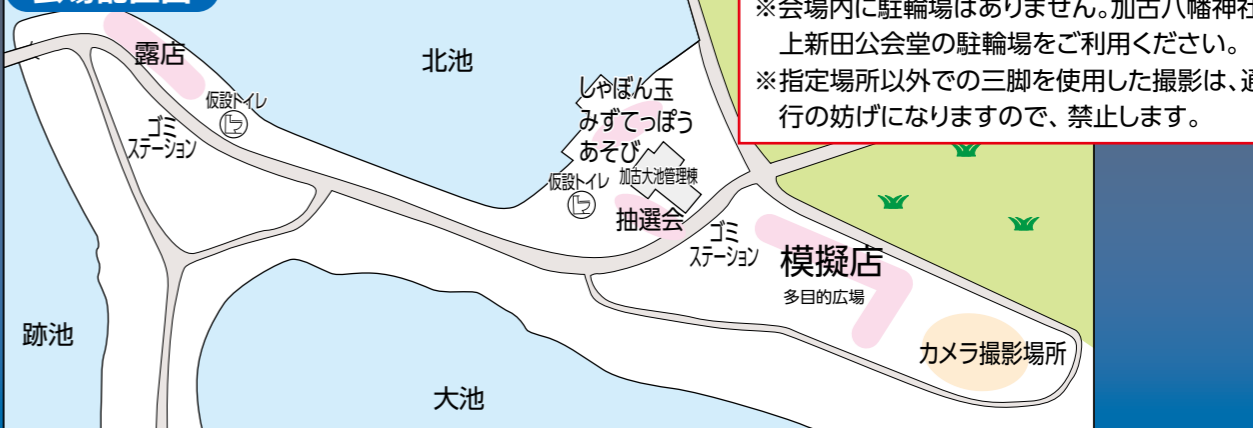 会場配置図
※会場内に駐輪場はありません。加古八幡神社
上新田公会堂の駐輪場をご利用ください。
※指定場所以外での三脚を使用した撮影は、通
行の妨げになりますので、禁止します。
露店
仮設トイレ
ゴミ
ステーション
北池
しゃぼん玉
みずてっぽう
あそび
仮設トイレ
加古大池管理棟
抽選会
ゴミ
ステーション
模擬店
多目的広場
カメラ撮影場所
跡池
大池